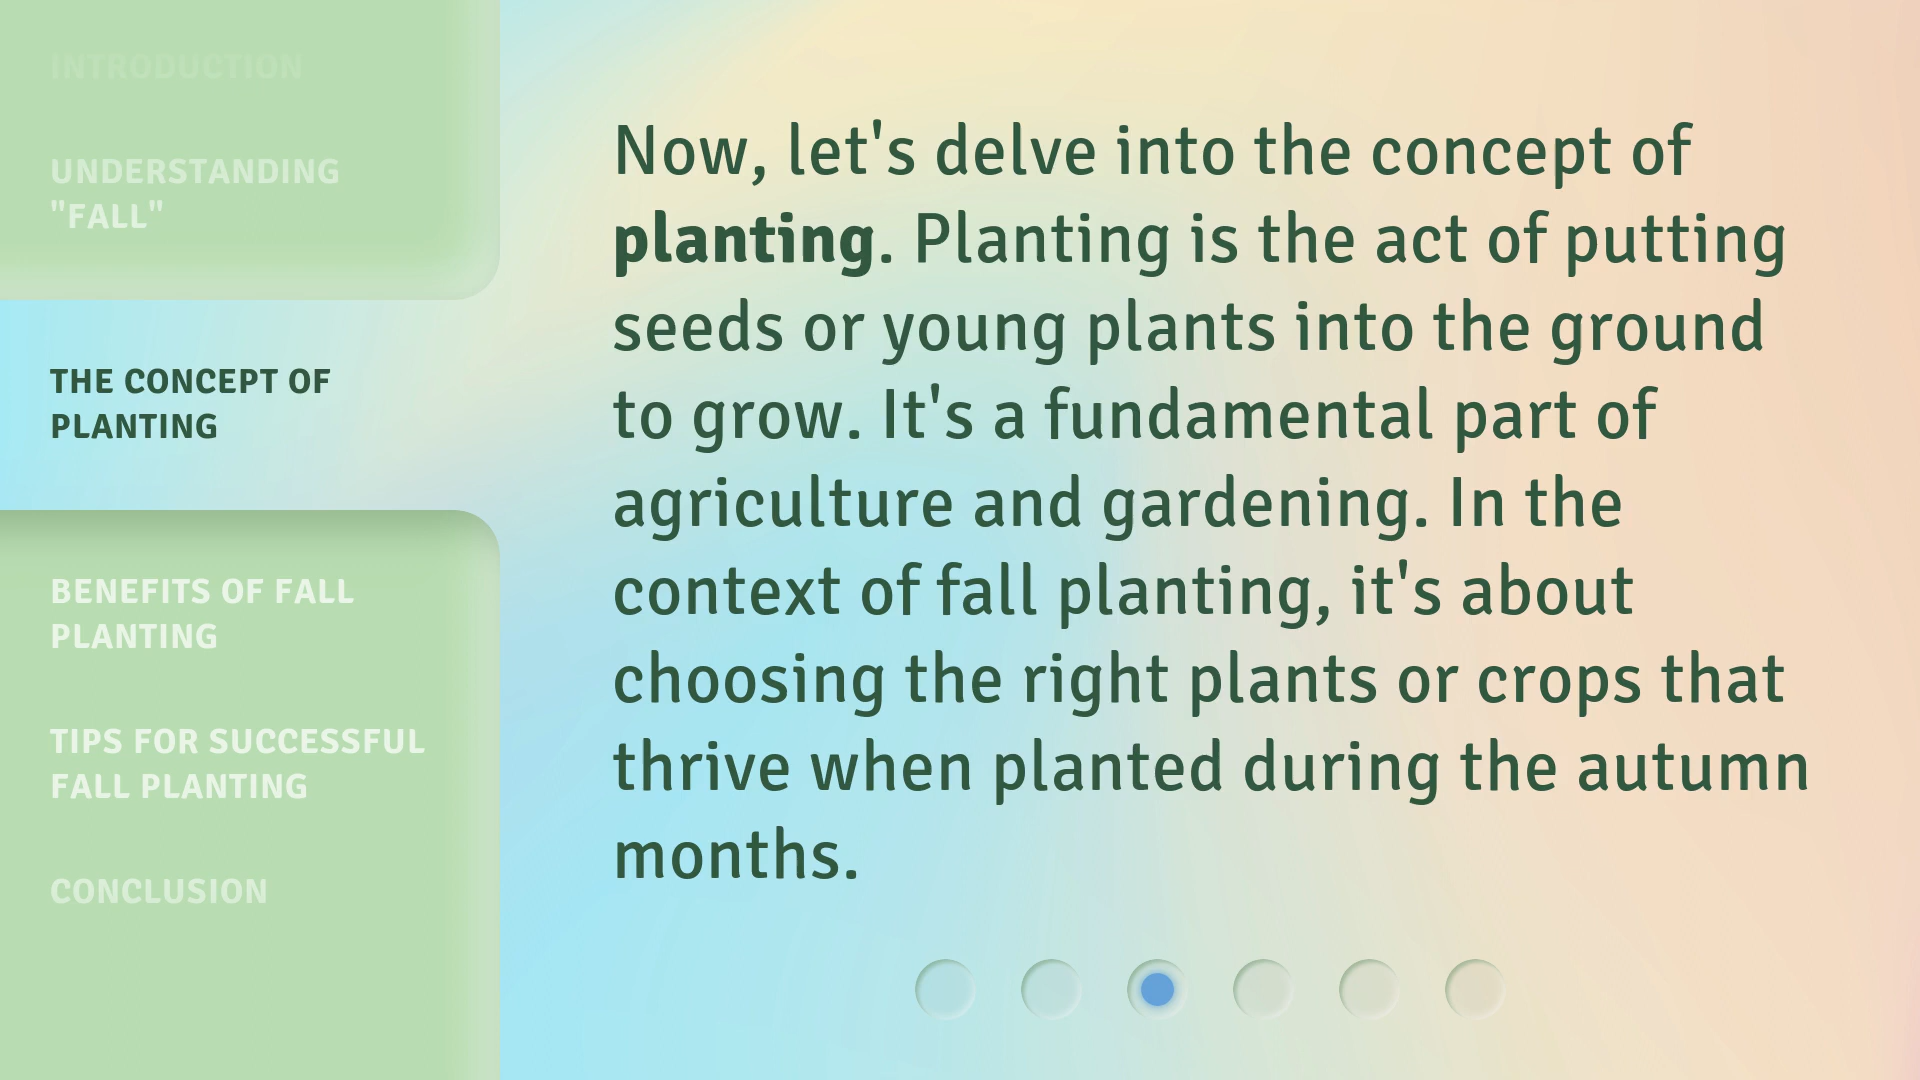 INTRODUCTION
UNDERSTANDING
"FALL"
THE CONCEPT OF
PLANTING
BENEFITS OF FALL
PLANTING
TIPS FOR SUCCESSFUL
FALL PLANTING
CONCLUSION
Now, let's delve into the concept of
planting. Planting is the act of putting
seeds or young plants into the ground
to grow. It's a fundamental part of
agriculture and gardening. In the
context of fall planting, it's about
choosing the right plants or crops that
thrive when planted during the autumn
months.